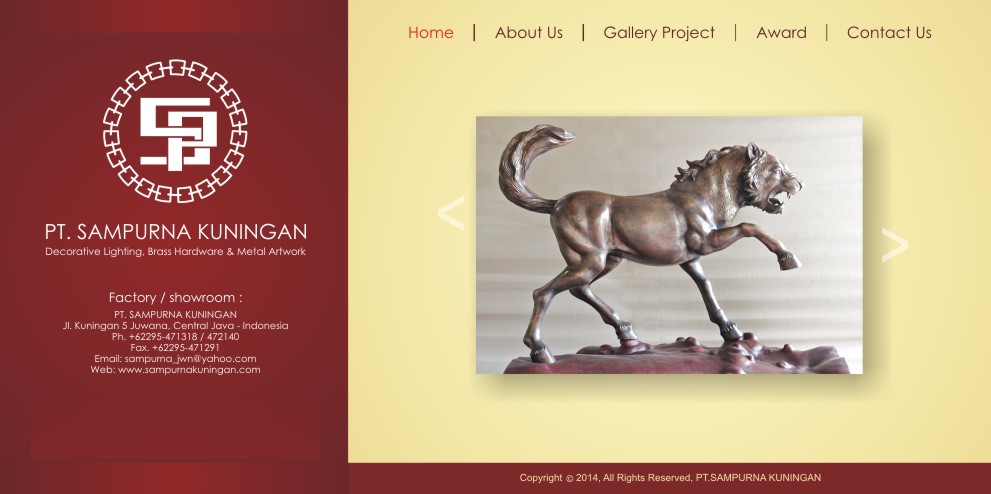 Home | About Us | Gallery Project | Award | Contact Us
SP
PT. SAMPURNA KUNINGAN
Decorative Lighting, Brass Hardware & Metal Artwork
Factory / showroom :
PT. SAMPURNA KUNINGAN
Jl. Kuningan 5 Juwana, Central Java - Indonesia
Ph. +62295-471318 / 472140
Fax. +62295-471291
Email: sampurna_jwn@yahoo.com
Web: www.sampurnakuningan.com
< >
Copyright © 2014, All Rights Reserved, PT.SAMPURNA KUNINGAN